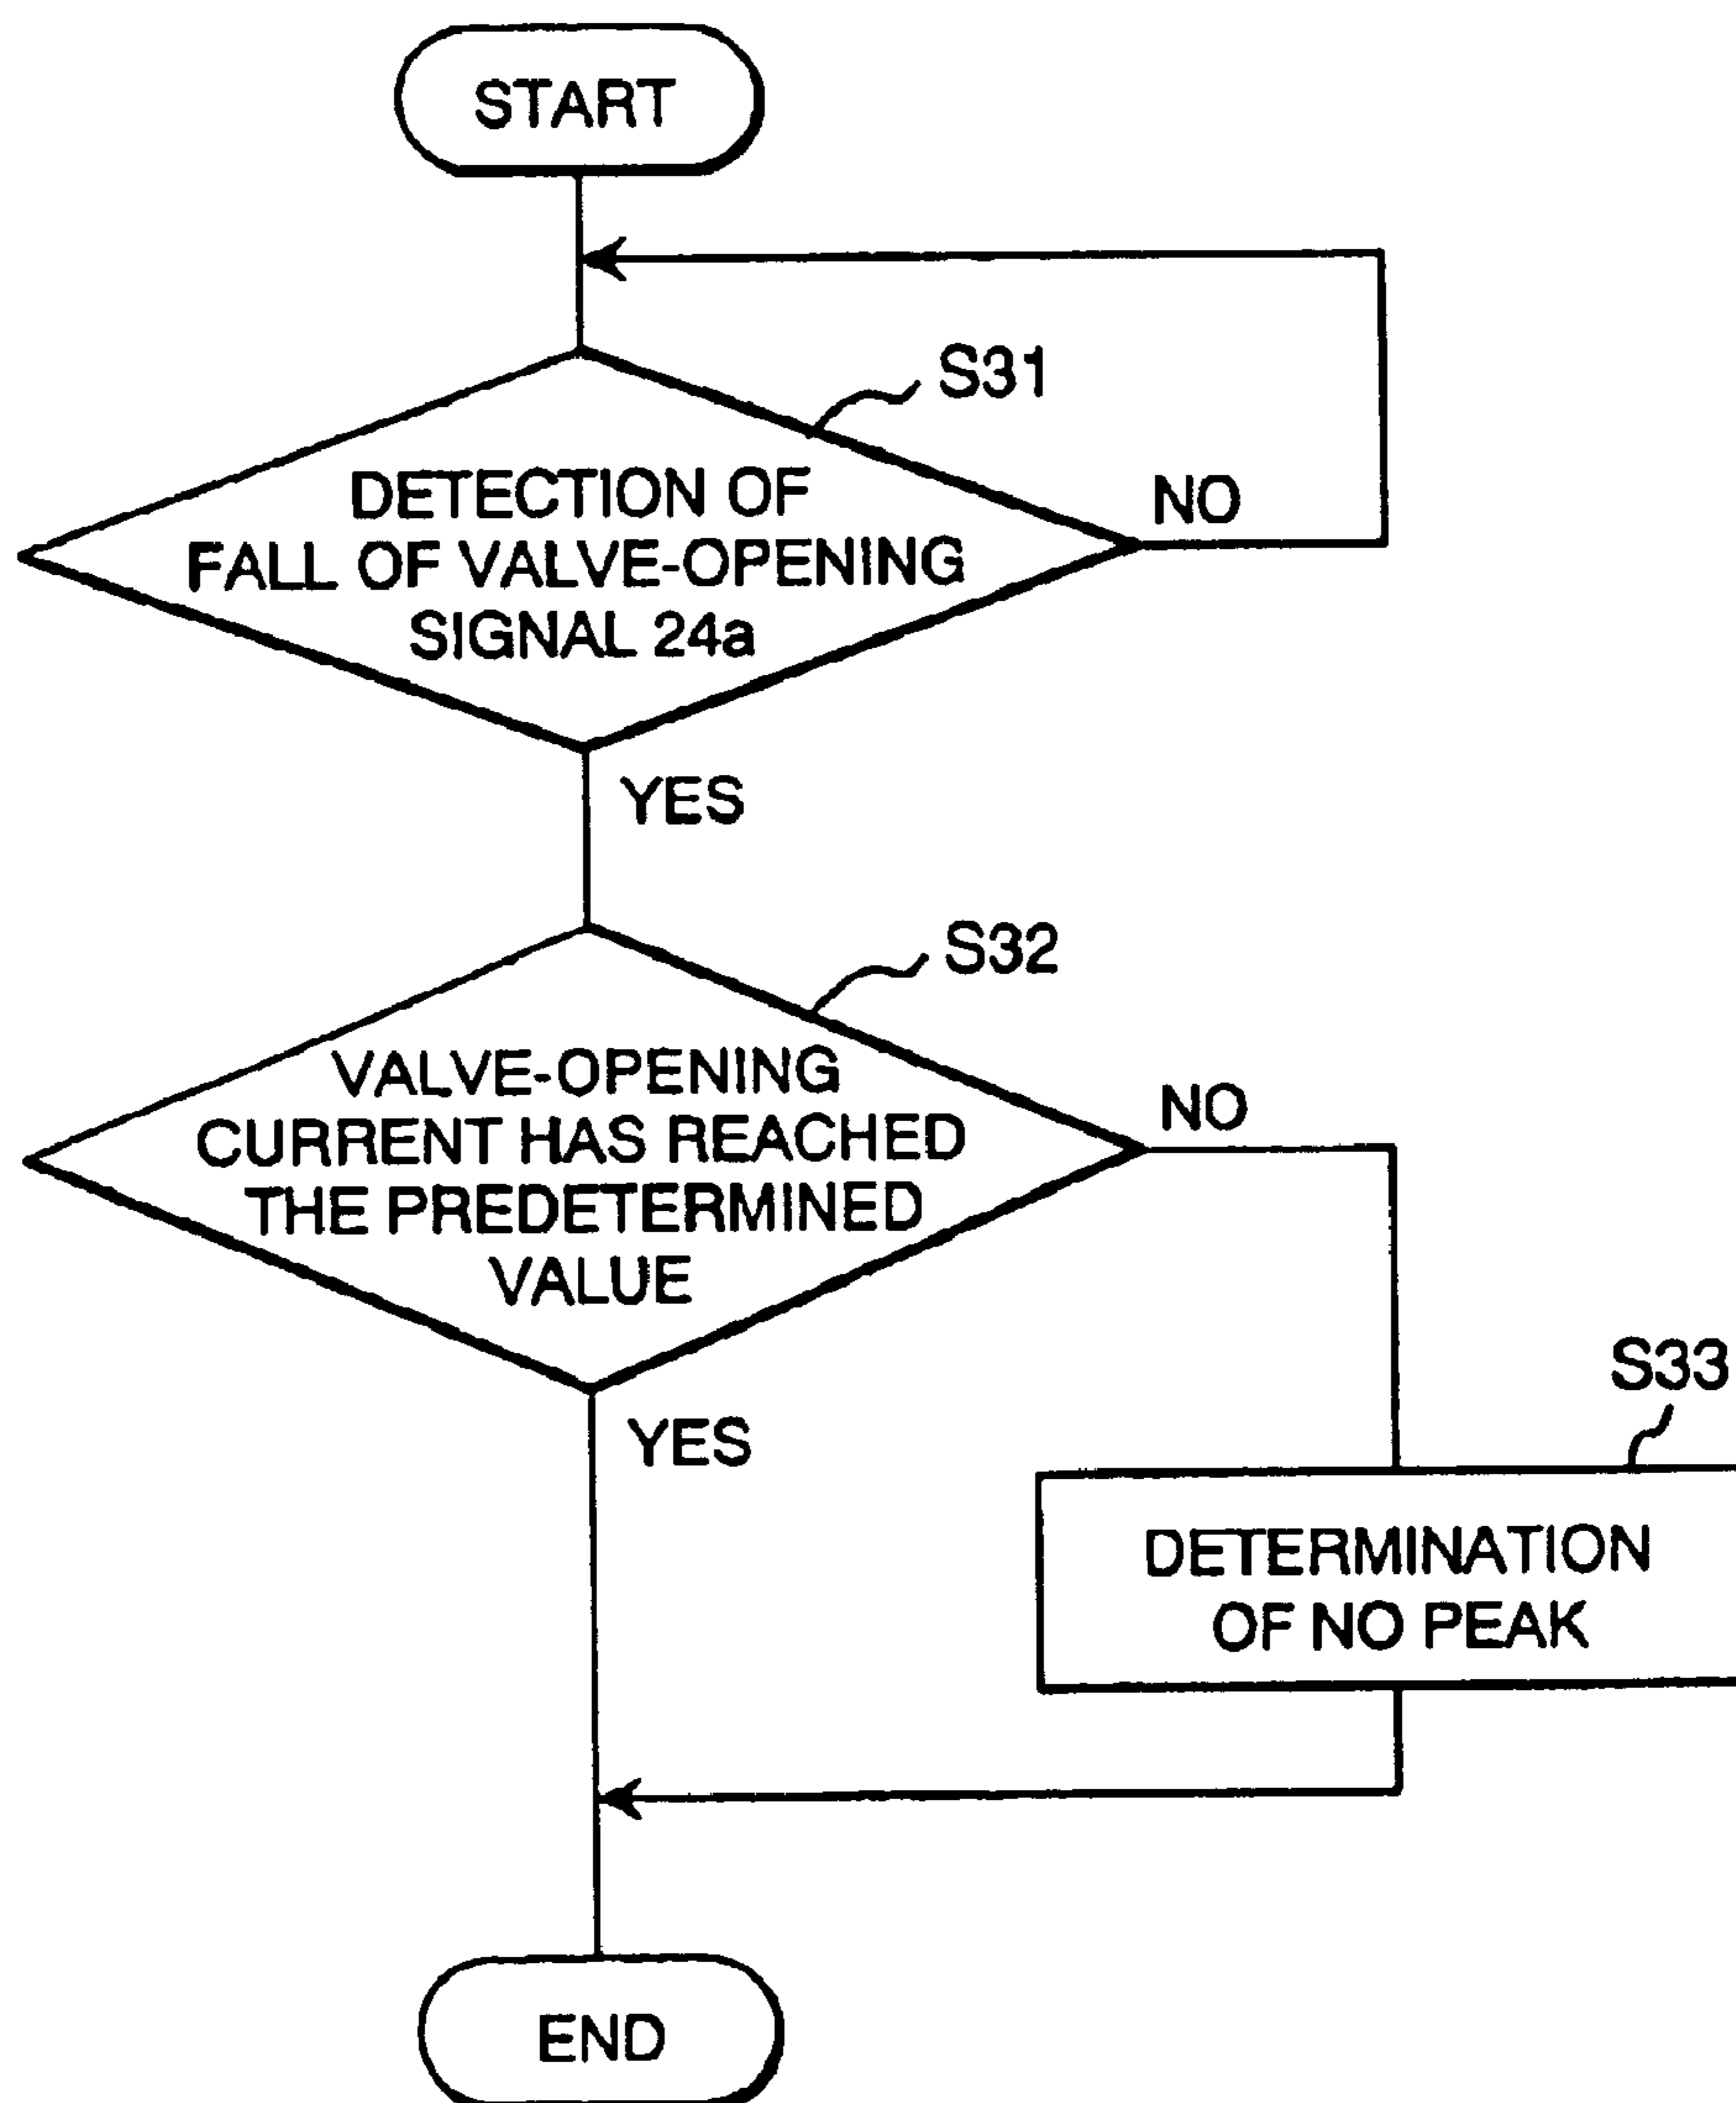 START
S31
DETECTION OF
FALL OF VALVE-OPENING
SIGNAL 24a
NO
YES
S32
VALVE-OPENING
CURRENT HAS REACHED
THE PREDETERMINED
VALUE
NO
YES
S33
DETERMINATION
OF NO PEAK
END